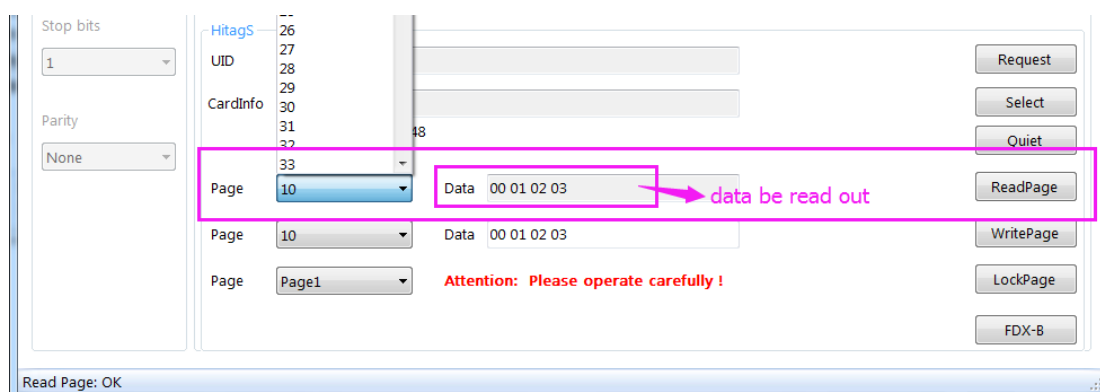 Stop bits
1
Parity
None
HitagS
26
27
28
29
30
31
32
33
UID
Request
CardInfo
Select
48
Quiet
Page 10 Data 00 01 02 03 data be read out ReadPage
Page 10 Data 00 01 02 03 WritePage
Page Page1 Attention: Please operate carefully ! LockPage
FDX-B
Read Page: OK